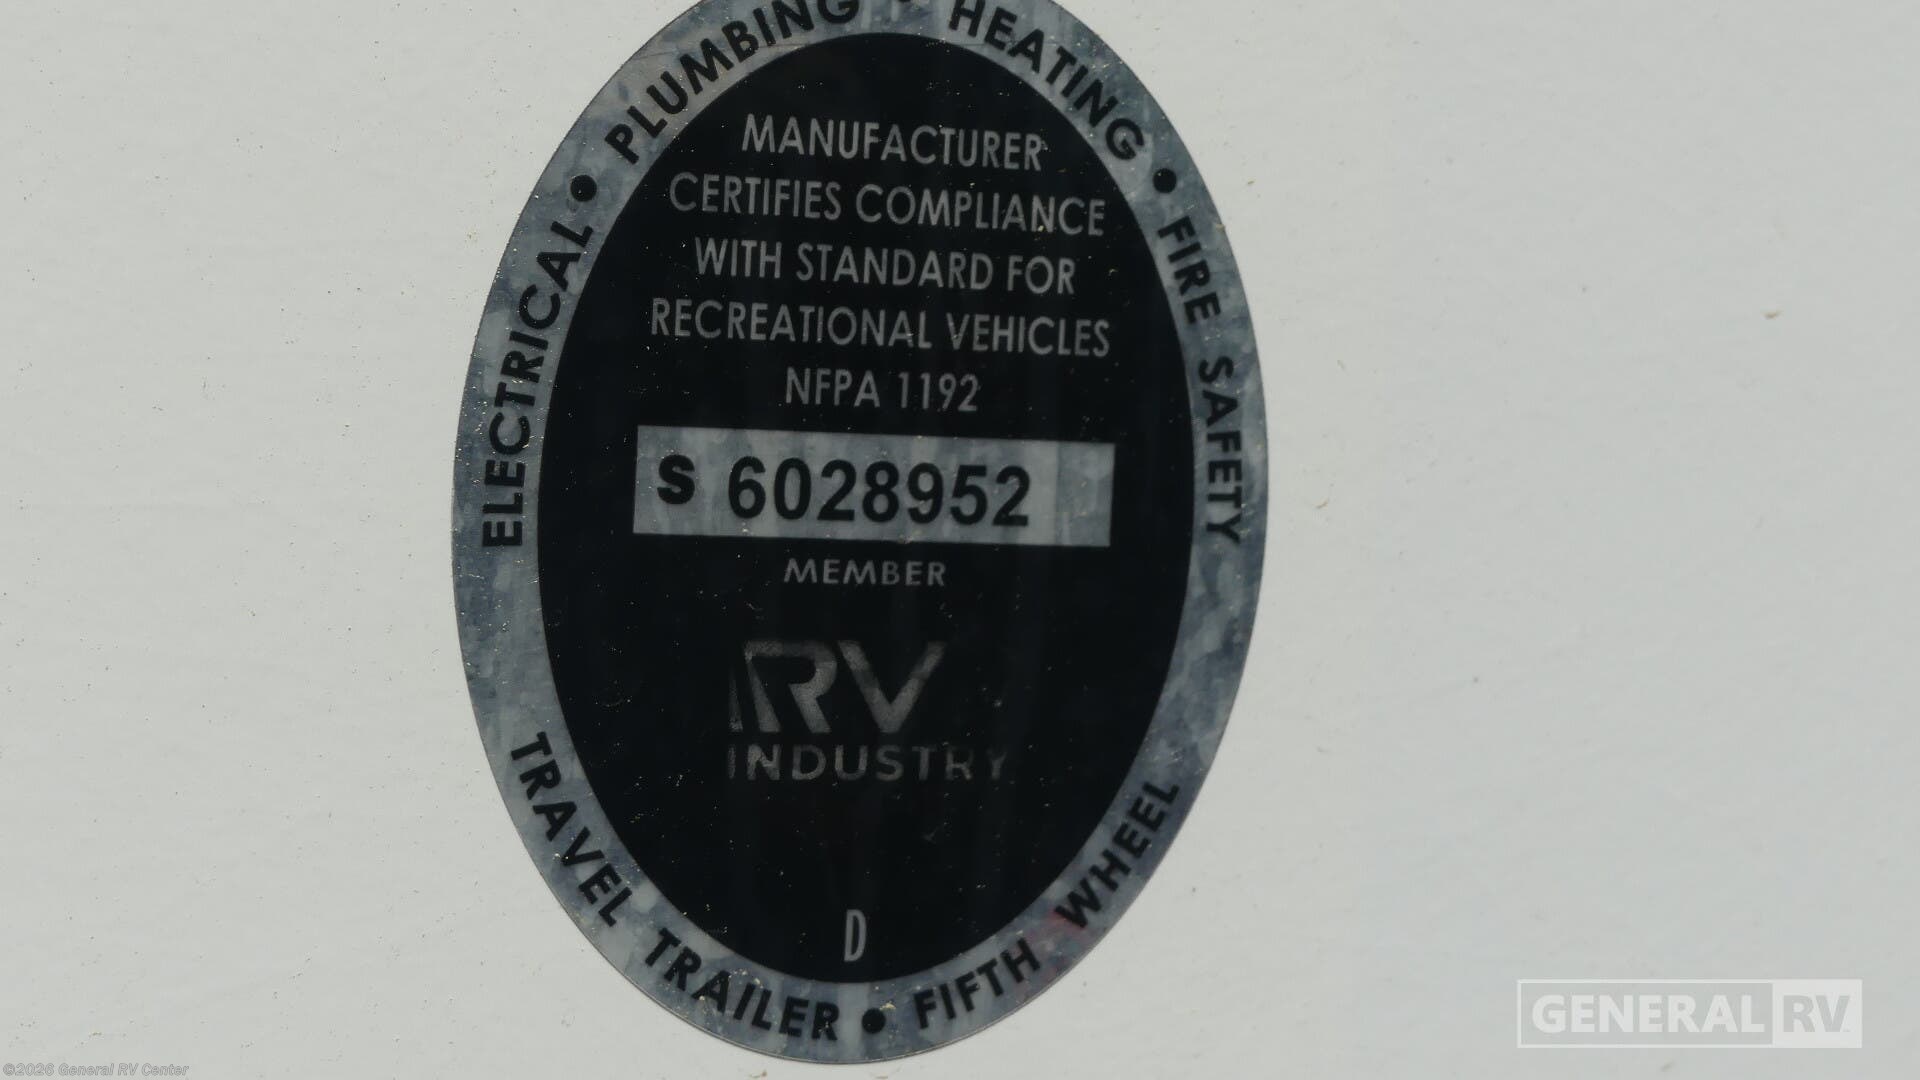 ELECTRICAL • PLUMBING • HEATING • FIRE SAFETY
MANUFACTURER
CERTIFIES COMPLIANCE
WITH STANDARD FOR
RECREATIONAL VEHICLES
NFPA 1192
S 6028952
MEMBER
RV
INDUSTRY
D
TRAVEL TRAILER • FIFTH WHEEL
GENERAL RV
©2026 General RV Center